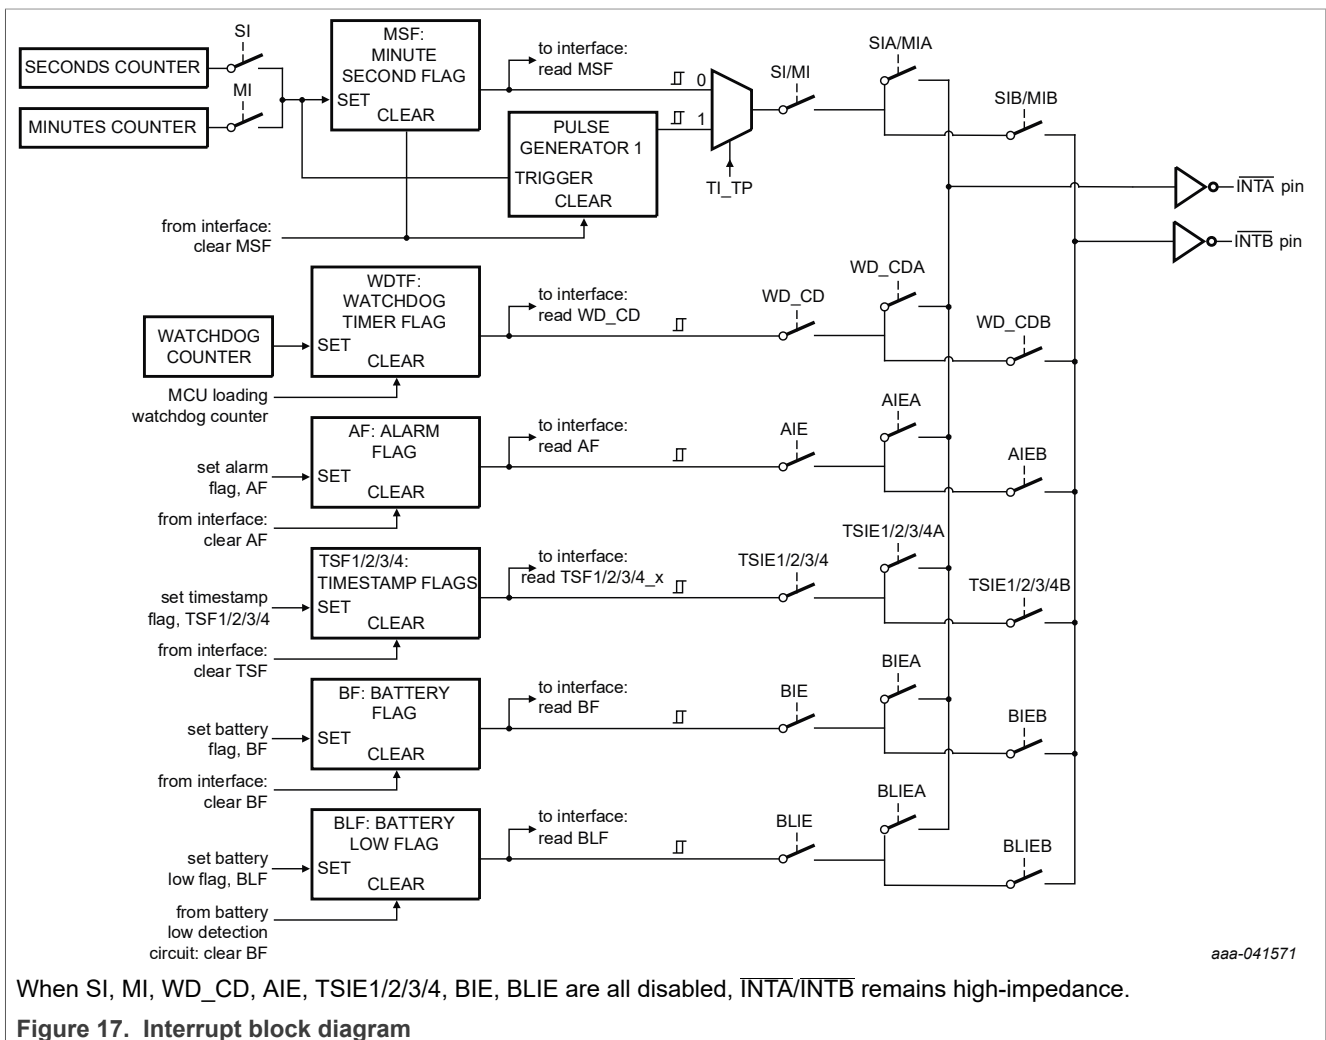 SI
SECONDS COUNTER
MI
MINUTES COUNTER
MSF:
MINUTE
SECOND FLAG
SET
CLEAR
to interface:
read MSF
0
1
PULSE
GENERATOR 1
TRIGGER
CLEAR
TI_TP
SI/MI
SIA/MIA
SIB/MIB
INTA pin
INTB pin
from interface:
clear MSF
WDTF:
WATCHDOG
TIMER FLAG
SET
CLEAR
WATCHDOG
COUNTER
MCU loading
watchdog counter
to interface:
read WD_CD
WD_CD
WD_CDA
WD_CDB
AF: ALARM
FLAG
SET
CLEAR
set alarm
flag, AF
from interface:
clear AF
to interface:
read AF
AIE
AIEA
AIEB
TSF1/2/3/4:
TIMESTAMP FLAGS
SET
CLEAR
set timestamp
flag, TSF1/2/3/4
from interface:
clear TSF
to interface:
read TSF1/2/3/4_x
TSIE1/2/3/4
TSIE1/2/3/4A
TSIE1/2/3/4B
BF: BATTERY
FLAG
SET
CLEAR
set battery
flag, BF
from interface:
clear BF
to interface:
read BF
BIE
BIEA
BIEB
BLF: BATTERY
LOW FLAG
SET
CLEAR
set battery
low flag, BLF
from battery
low detection
circuit: clear BF
to interface:
read BLF
BLIE
BLIEA
BLIEB
aaa-041571
When SI, MI, WD_CD, AIE, TSIE1/2/3/4, BIE, BLIE are all disabled, INTA/INTB remains high-impedance.
Figure 17. Interrupt block diagram